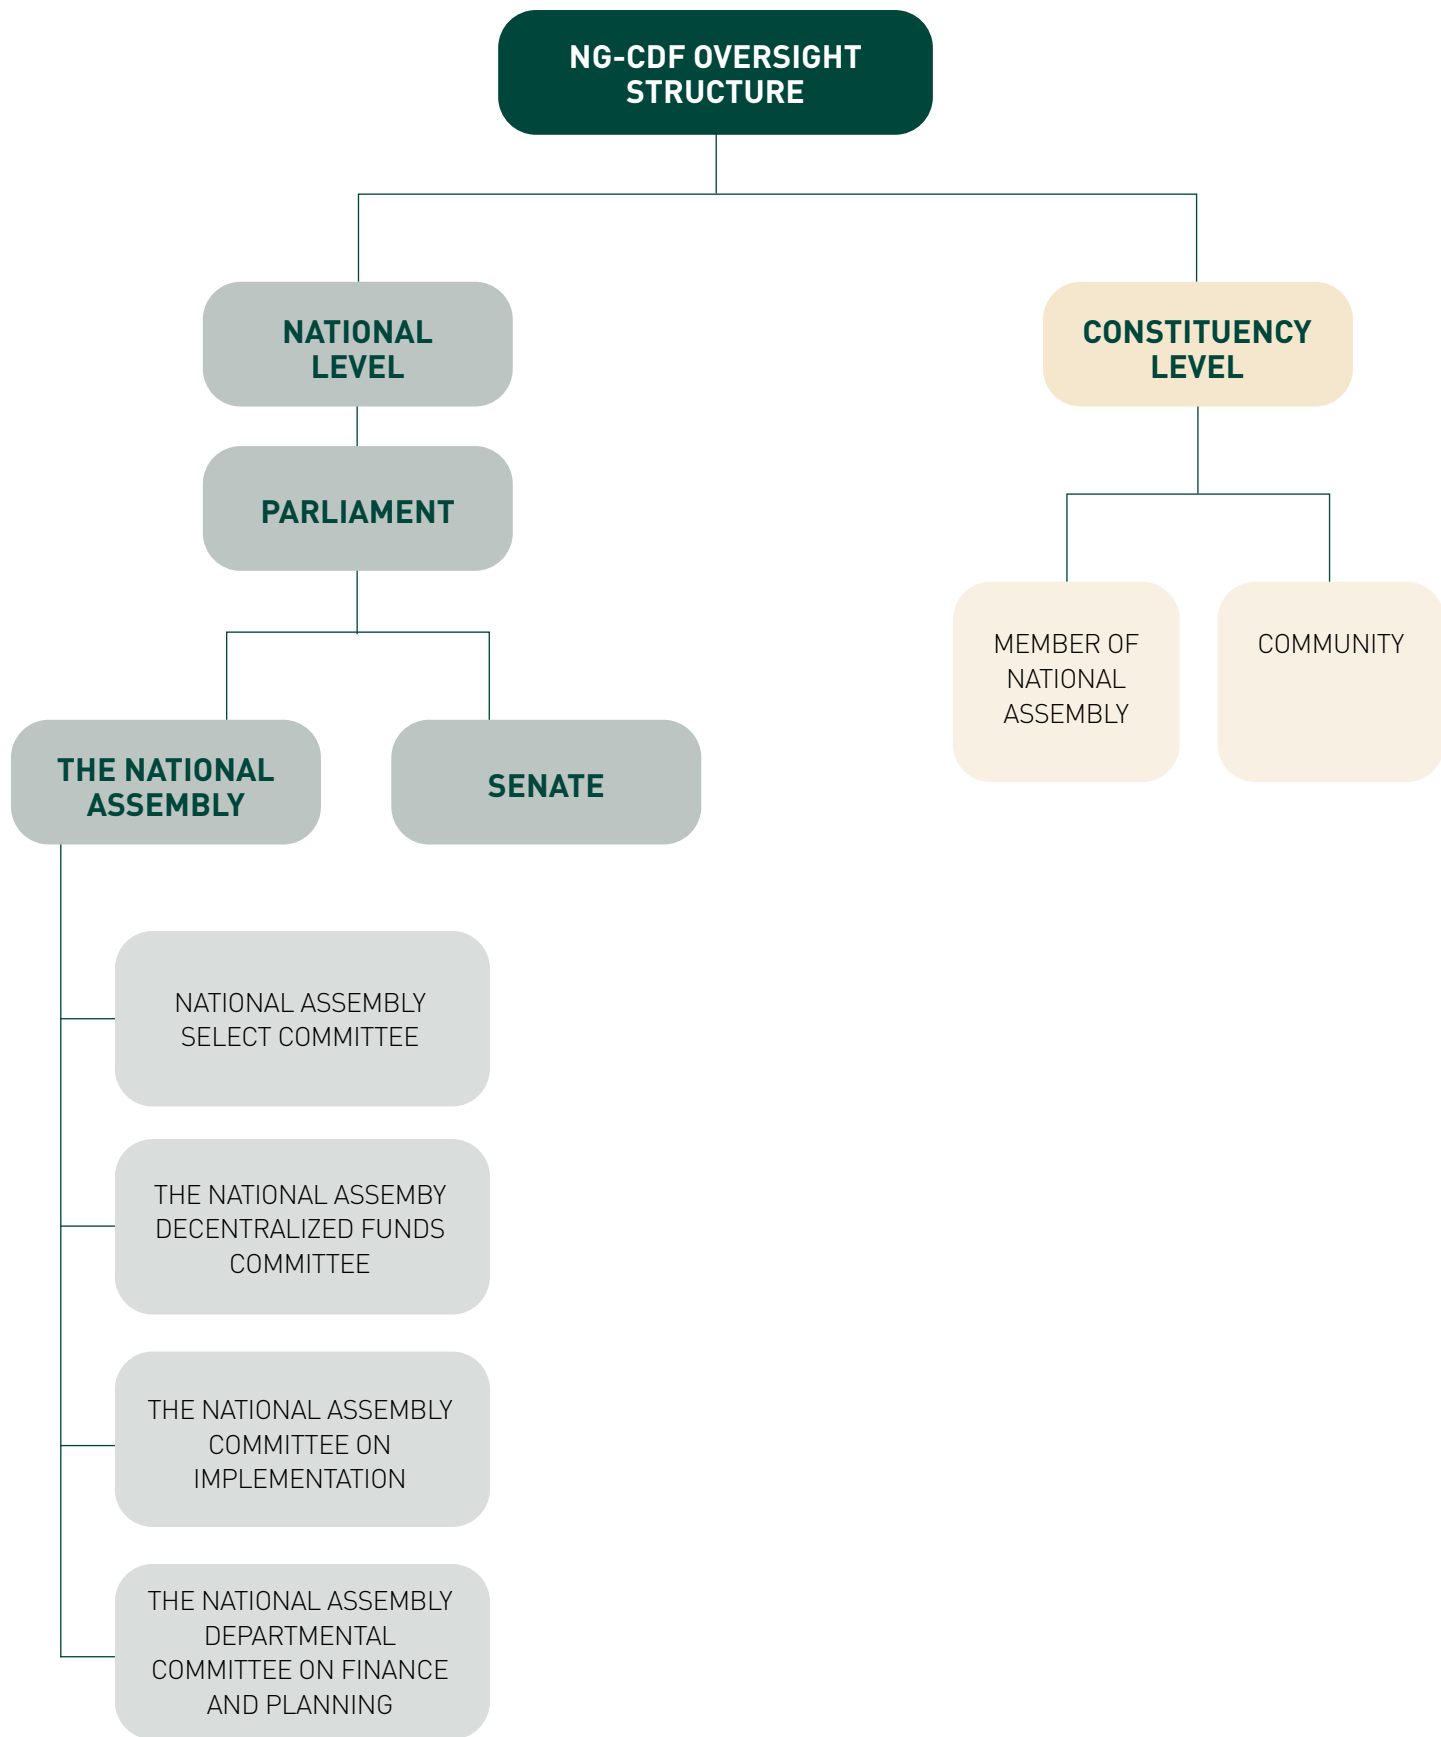 NG-CDF OVERSIGHT
STRUCTURE
NATIONAL
LEVEL
CONSTITUENCY
LEVEL
PARLIAMENT
MEMBER OF
NATIONAL
ASSEMBLY
COMMUNITY
THE NATIONAL
ASSEMBLY
SENATE
NATIONAL ASSEMBLY
SELECT COMMITTEE
THE NATIONAL ASSEMBY
DECENTRALIZED FUNDS
COMMITTEE
THE NATIONAL ASSEMBLY
COMMITTEE ON
IMPLEMENTATION
THE NATIONAL ASSEMBLY
DEPARTMENTAL
COMMITTEE ON FINANCE
AND PLANNING